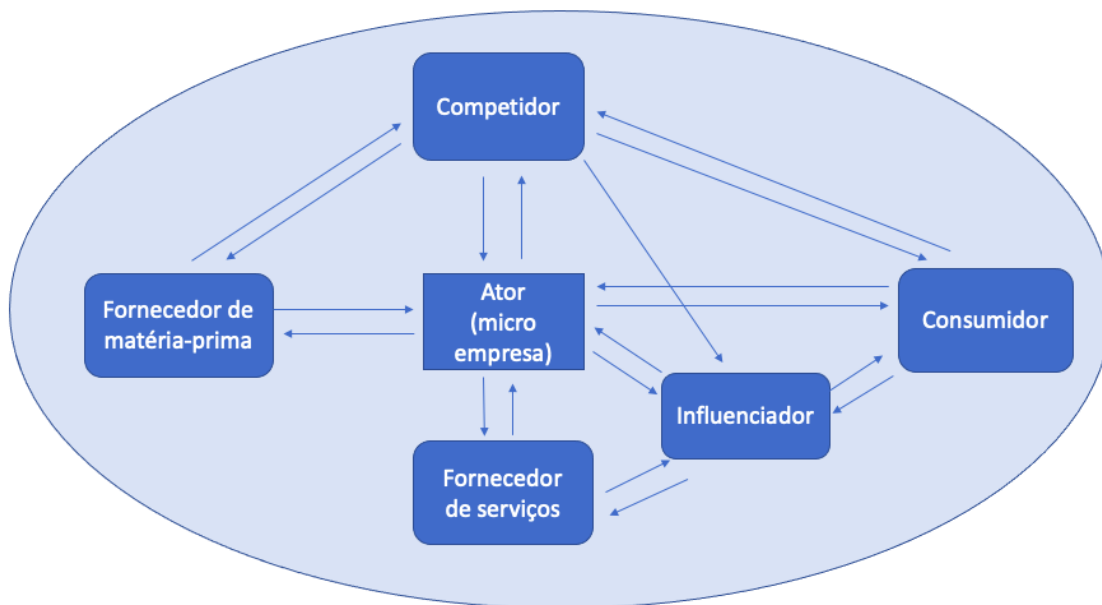 Competidor
Fornecedor de
matéria-prima
Ator
(micro
empresa)
Consumidor
Influenciador
Fornecedor
de serviços